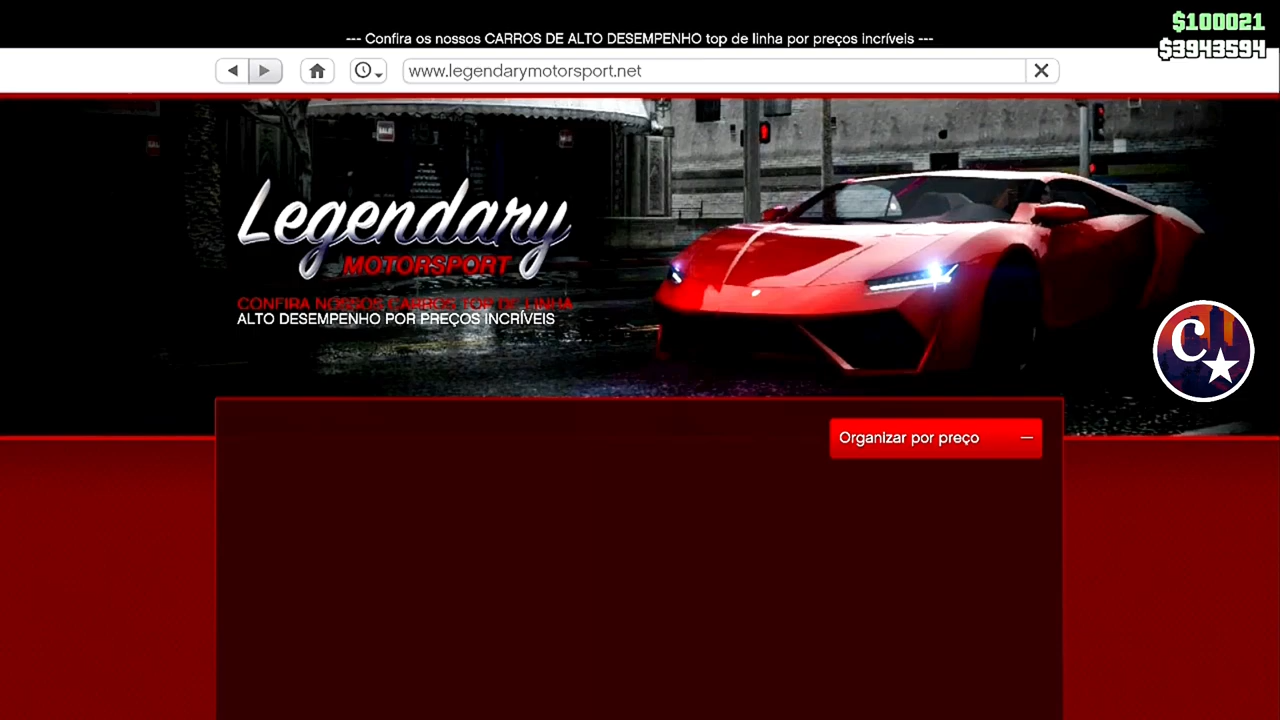 $100021
--- Confira os nossos CARROS DE ALTO DESEMPENHO top de linha por preços incríveis ---
$3943594
www.legendarymotorsport.net
Legendary
MOTORSPORT
CONFIRA NOSSOS CARROS TOP DE LINHA
ALTO DESEMPENHO POR PREÇOS INCRÍVEIS
C
Organizar por preço